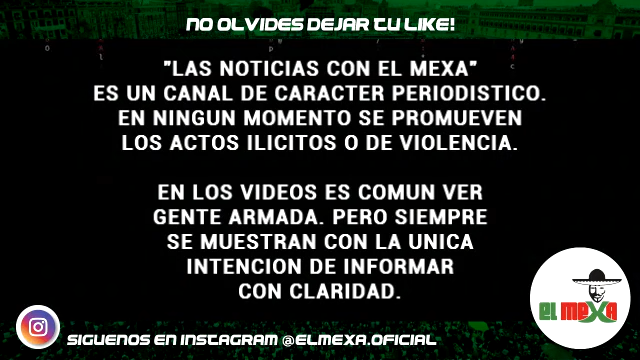 NO OLVIDES DEJAR TU LIKE!
"LAS NOTICIAS CON EL MEXA"
ES UN CANAL DE CARACTER PERIODISTICO.
EN NINGUN MOMENTO SE PROMUEVEN
LOS ACTOS ILICITOS O DE VIOLENCIA.
EN LOS VIDEOS ES COMUN VER
GENTE ARMADA. PERO SIEMPRE
SE MUESTRAN CON LA UNICA
INTENCION DE INFORMAR
CON CLARIDAD.
EL MEXA
SIGUENOS EN INSTAGRAM @ELMEXA.OFICIAL